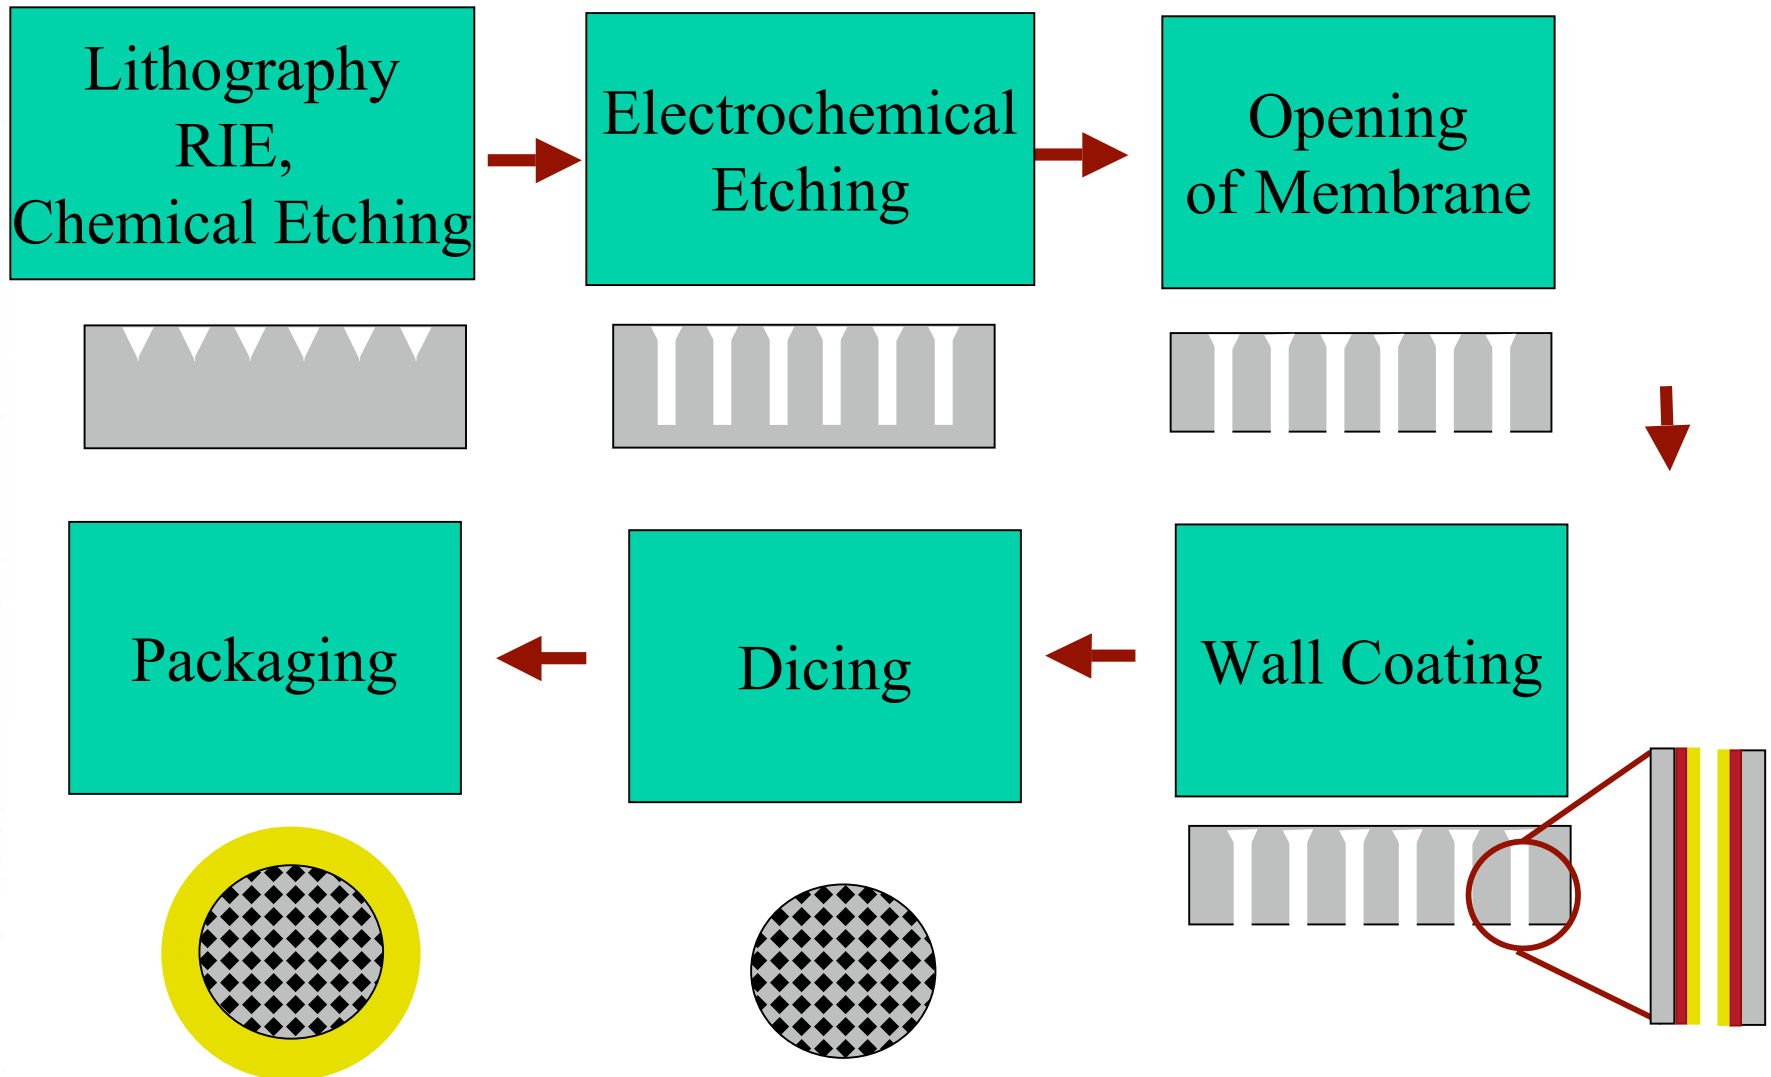 Lithography
RIE,
Chemical Etching
Electrochemical
Etching
Opening
of Membrane
Packaging
Dicing
Wall Coating